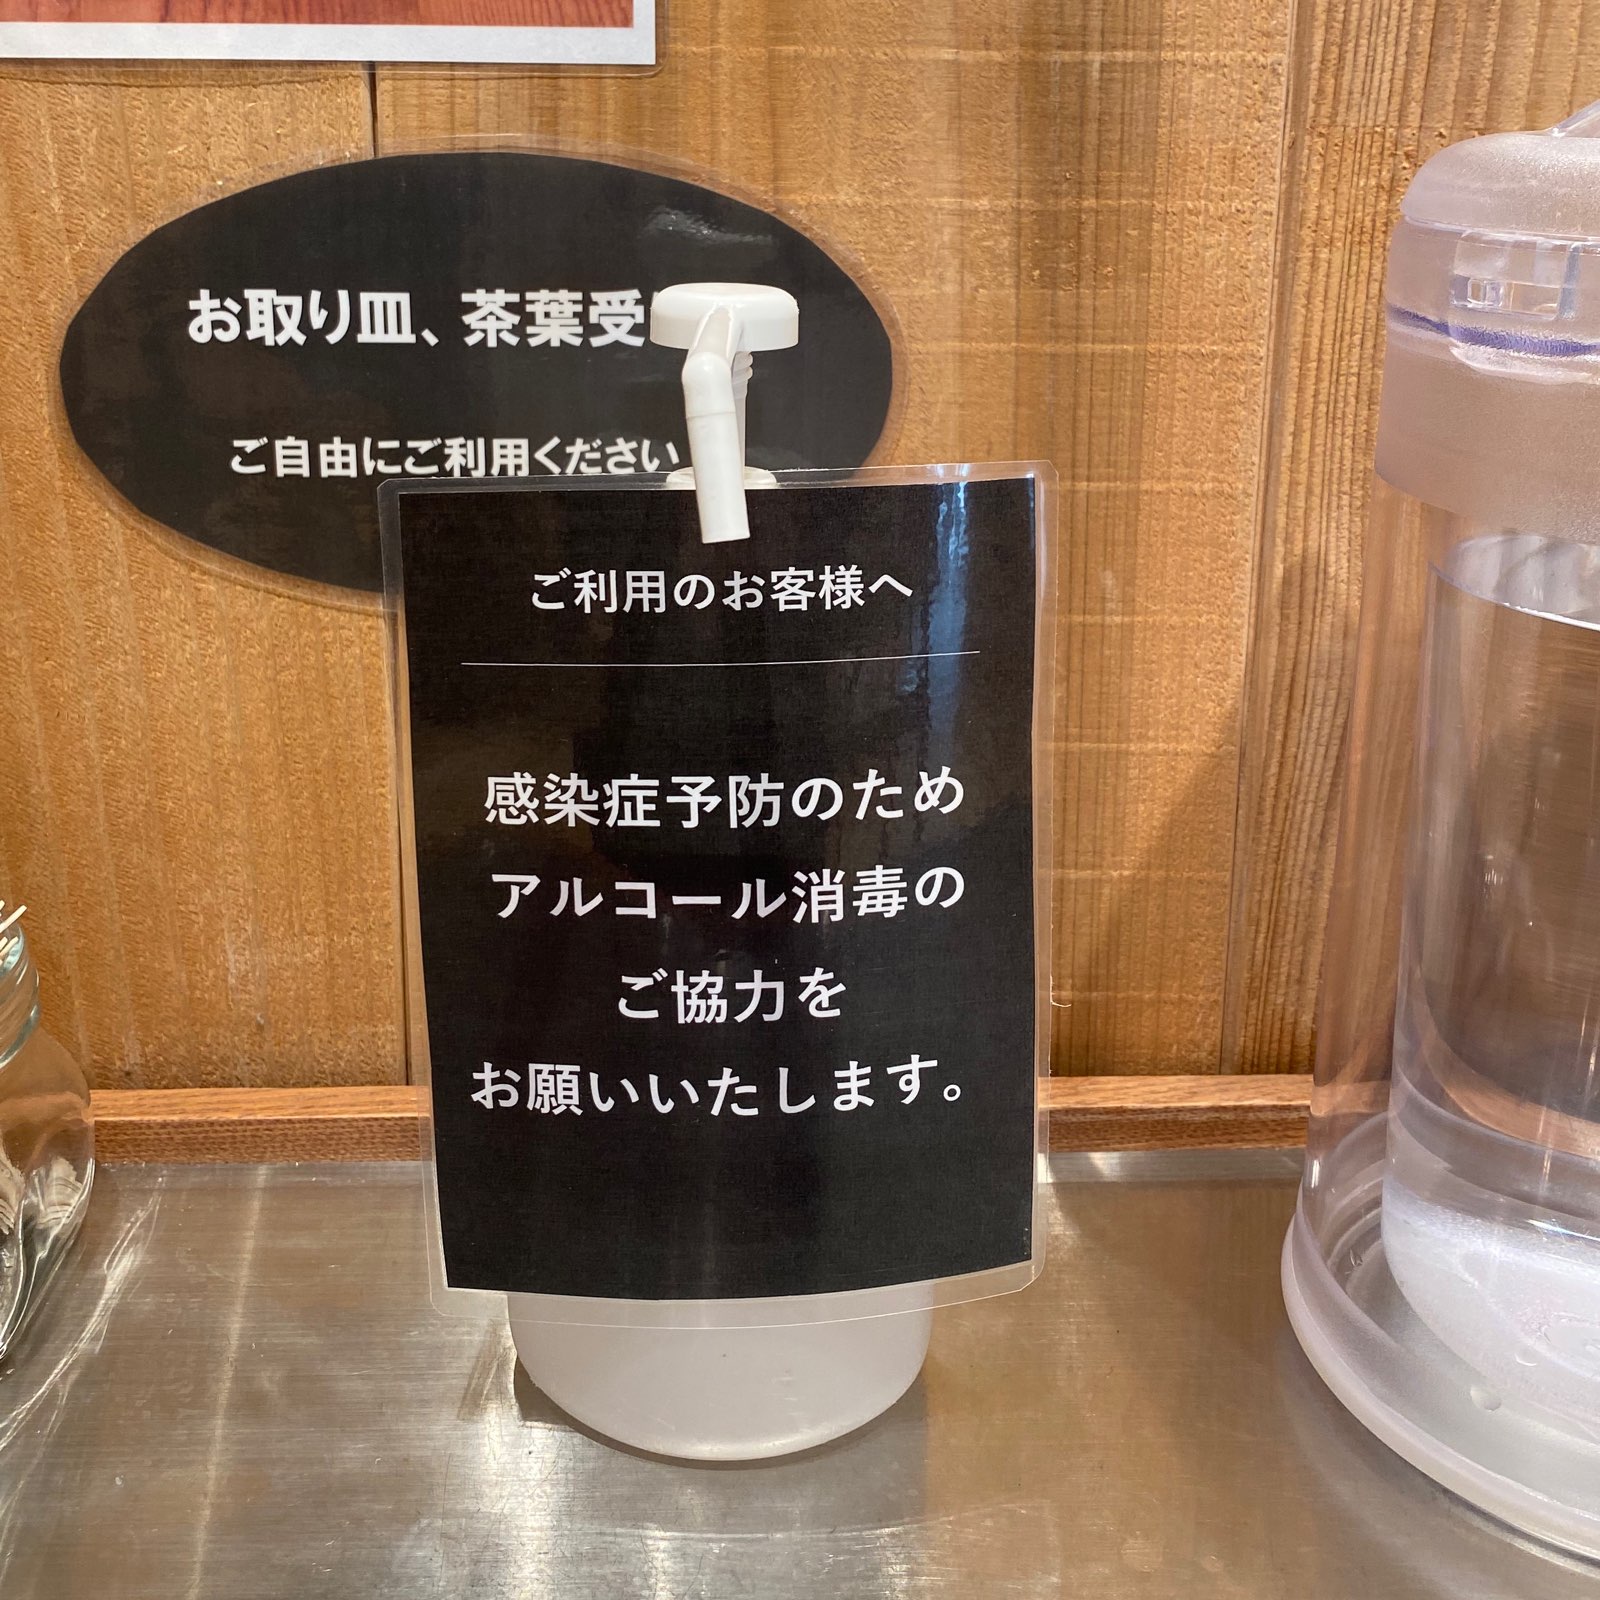 お取り皿、茶葉受
ご自由にご利用ください
ご利用のお客様へ
感染症予防のため
アルコール消毒の
ご協力を
お願いいたします。